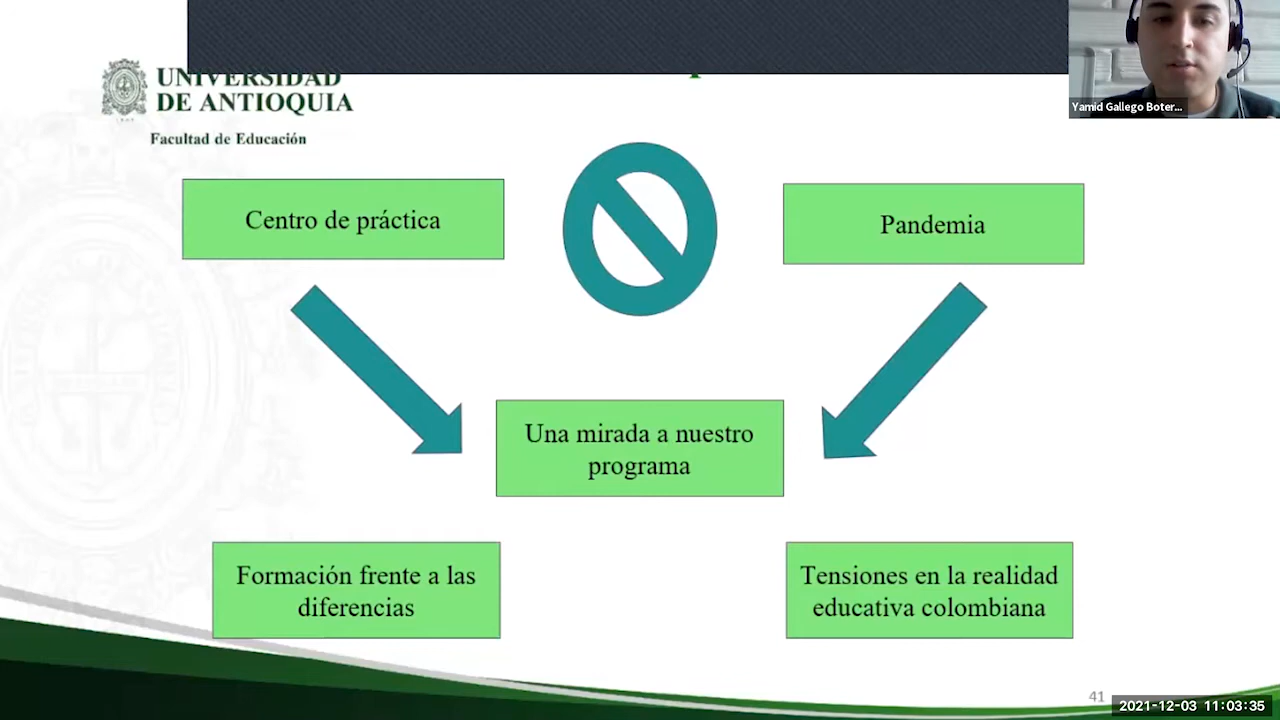 UNIVERSIDAD
DE ANTIOQUIA
Facultad de Educación
Yamid Gallego Boter...
Centro de práctica
Pandemia
Una mirada a nuestro
programa
Formación frente a las
diferencias
Tensiones en la realidad
educativa colombiana
41
2021-12-03 11:03:35